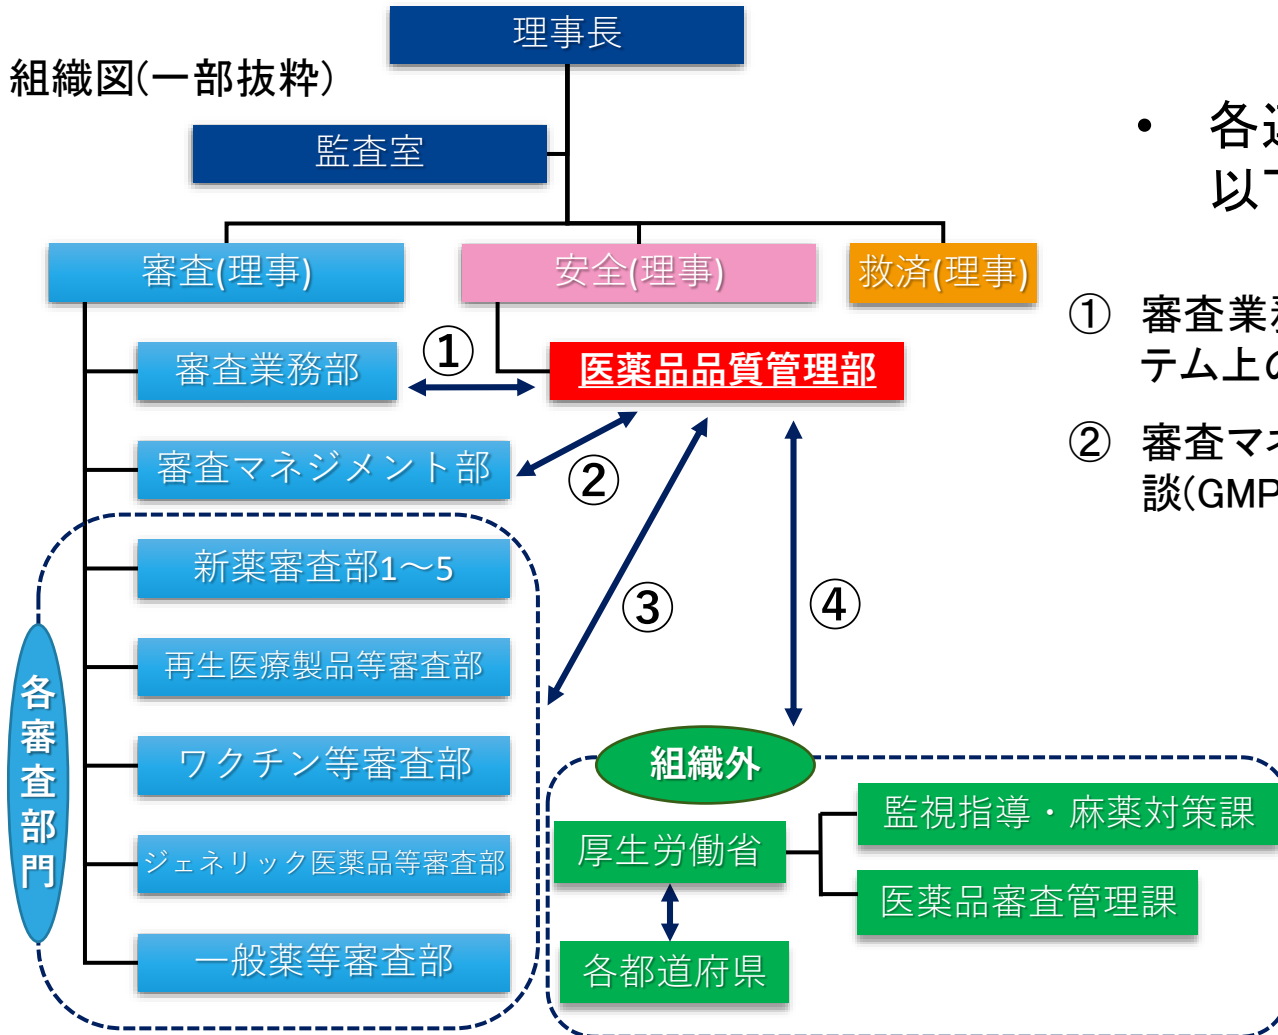 理事長
組織図(一部抜粋)
監査室
審査(理事)
安全(理事)
救済(理事)
審査業務部
①
医薬品品質管理部
審査マネジメント部
②
新薬審査部1～5
③
④
再生医療製品等審査部
各審査部門
ワクチン等審査部
ジェネリック医薬品等審査部
一般薬等審査部
組織外
厚生労働省
監視指導・麻薬対策課
医薬品審査管理課
各都道府県
• 各
以下
① 審査業務
テム上の
② 審査マネ
談(GMP